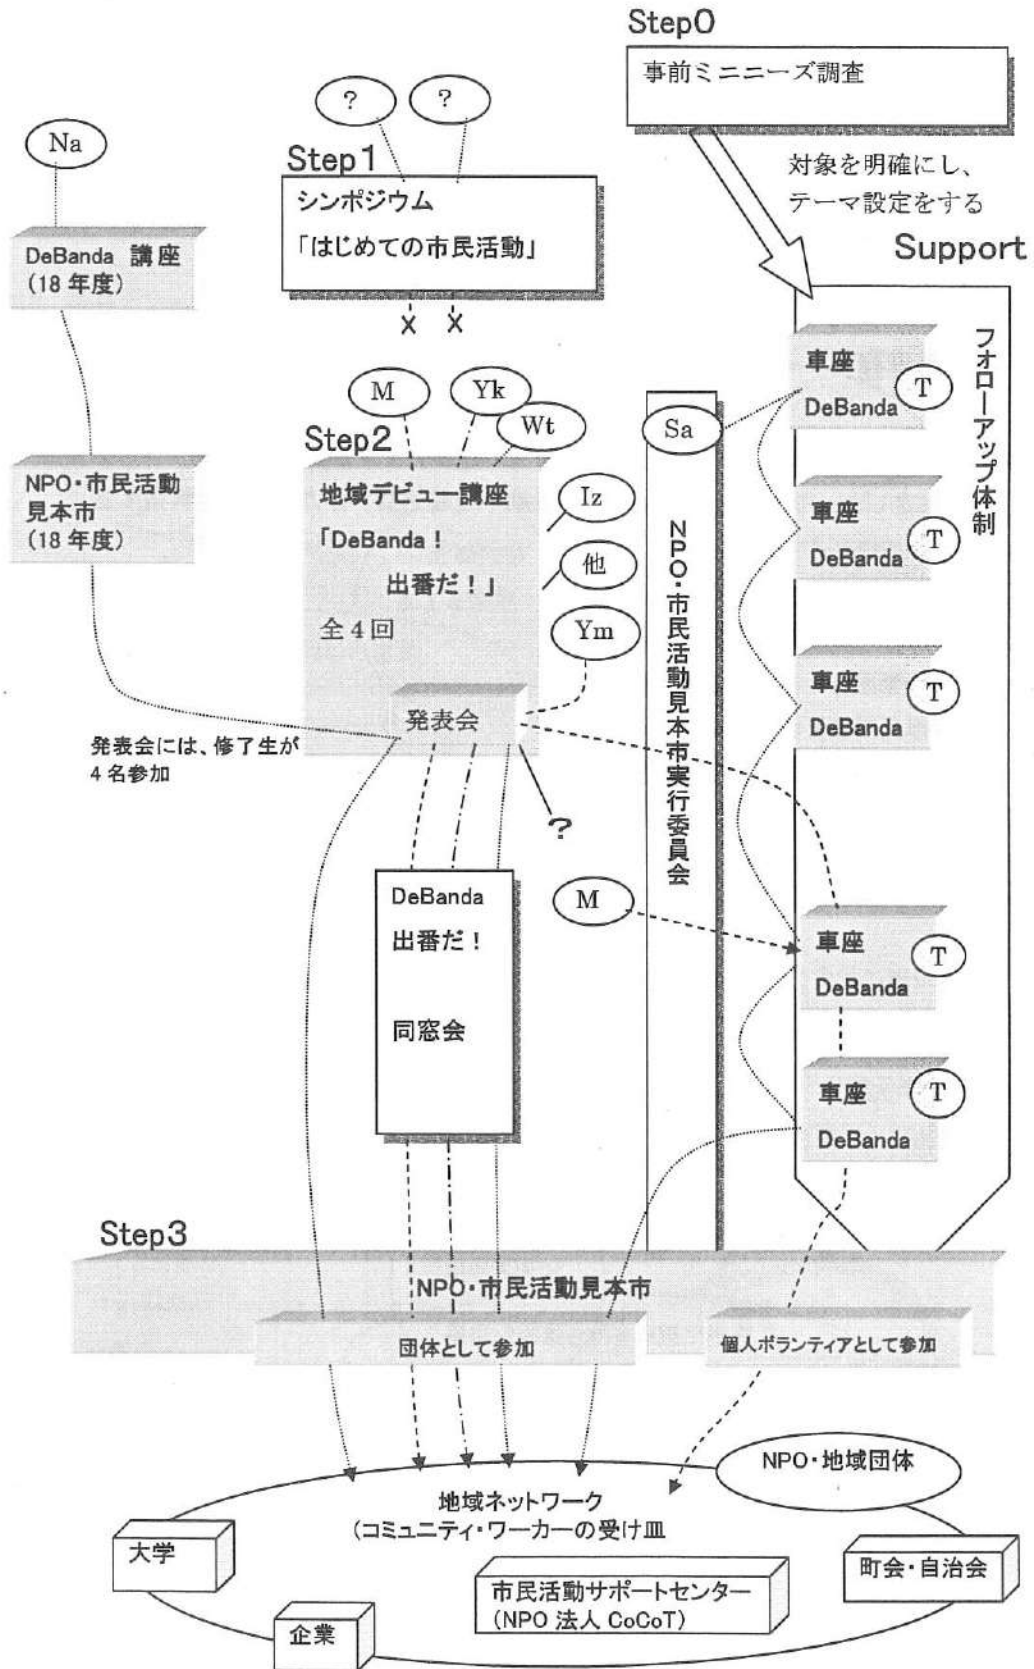 Step0
事前ミニニーズ調査
対象を明確にし、
テーマ設定をする
?
?
Na
Step1
シンポジウム
「はじめての市民活動」
DeBanda 講座
(18 年度)
Support
フォローアップ体制
x x
M
Yk
Wt
Step2
地域デビュー講座
「DeBanda！
出番だ！」
全４回
発表会
Iz
他
Ym
?
Sa
NPO・市民活動見本市実行委員会
車座
DeBanda
T
車座
DeBanda
T
車座
DeBanda
T
車座
DeBanda
T
車座
DeBanda
T
NPO・市民活動
見本市
(18 年度)
発表会には、修了生が
4 名参加
M
DeBanda
出番だ！
同窓会
Step3
NPO・市民活動見本市
団体として参加
個人ボランティアとして参加
NPO・地域団体
地域ネットワーク
(コミュニティ・ワーカーの受け皿
大学
町会・自治会
市民活動サポートセンター
(NPO 法人 CoCoT)
企業